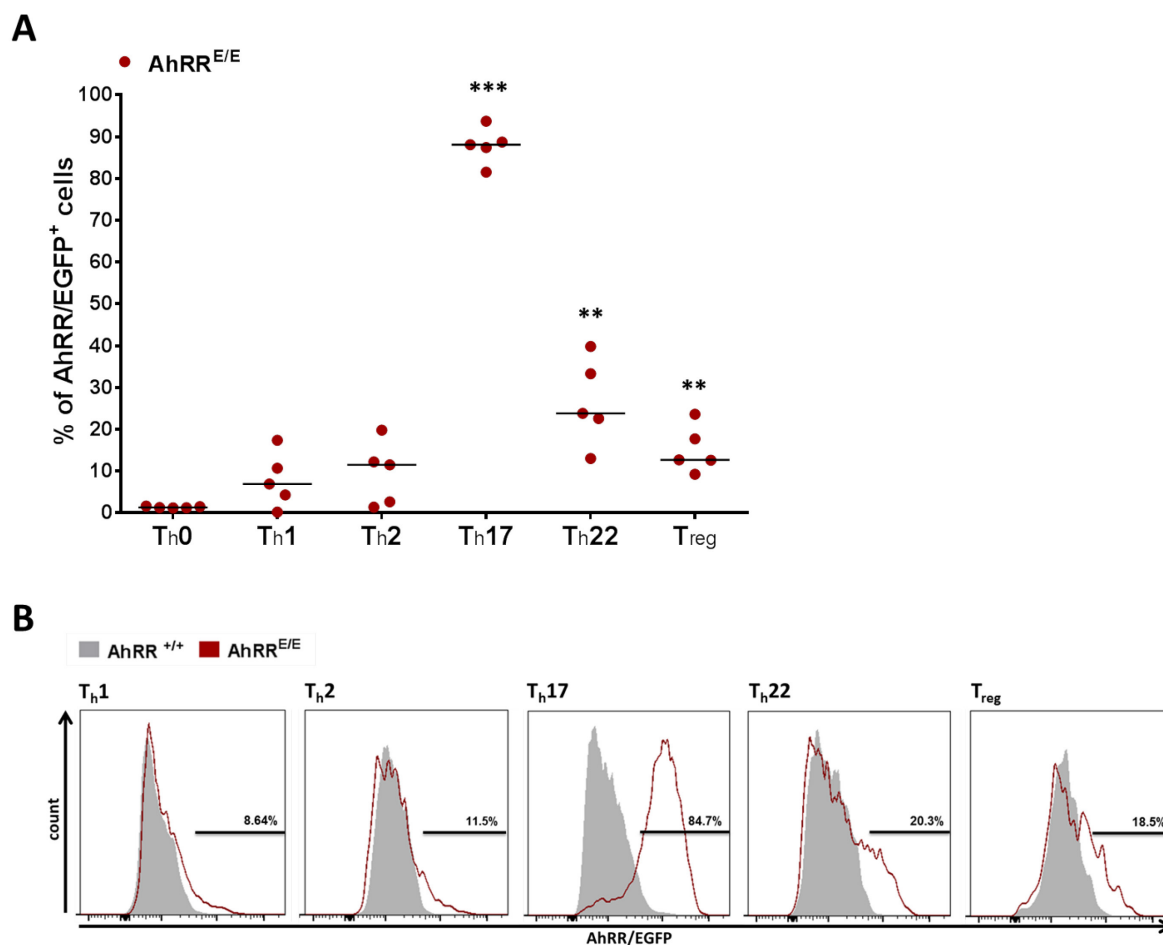 A
AhRR^E/E
***
**
**
% of AhRR/EGFP⁺ cells
100
90
80
70
60
50
40
30
20
10
0
Th0 Th1 Th2 Th17 Th22 Treg
B
AhRR ^+/+ AhRR^E/E
Th1 Th2 Th17 Th22 Treg
count
8.64% 11.5% 84.7% 20.3% 18.5%
AhRR/EGFP